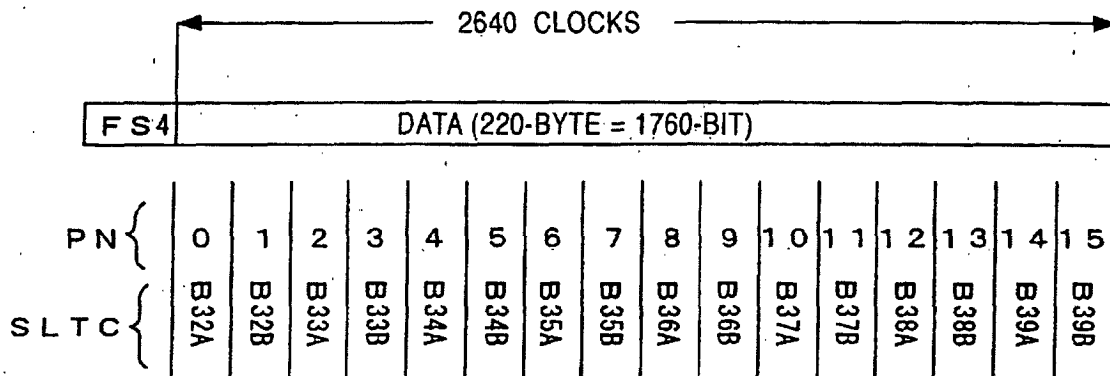 2640 CLOCKS
FS4 DATA (220-BYTE = 1760-BIT)
PN{ 0 1 2 3 4 5 6 7 8 9 10 11 12 13 14 15
SLTC{ B32A B32B B33A B33B B34A B34B B35A B35B B36A B36B B37A B37B B38A B38B B39A B39B